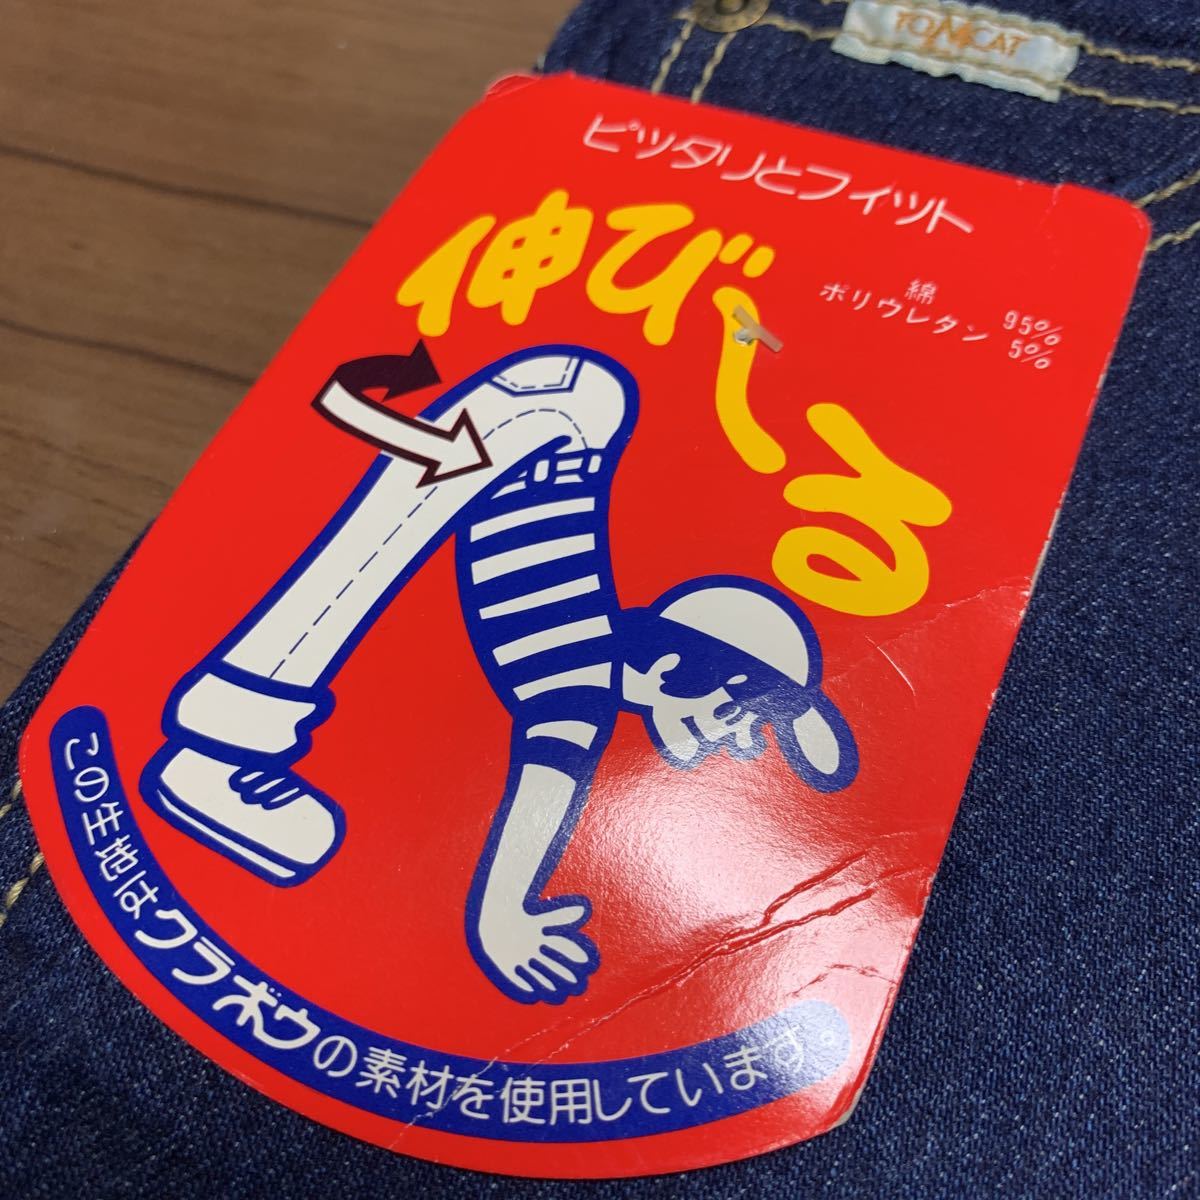 TOMCAT
ピッタリとフィット
伸び〜る
綿 95%
ポリウレタン 5%
この生地はクラボウの素材を使用しています。